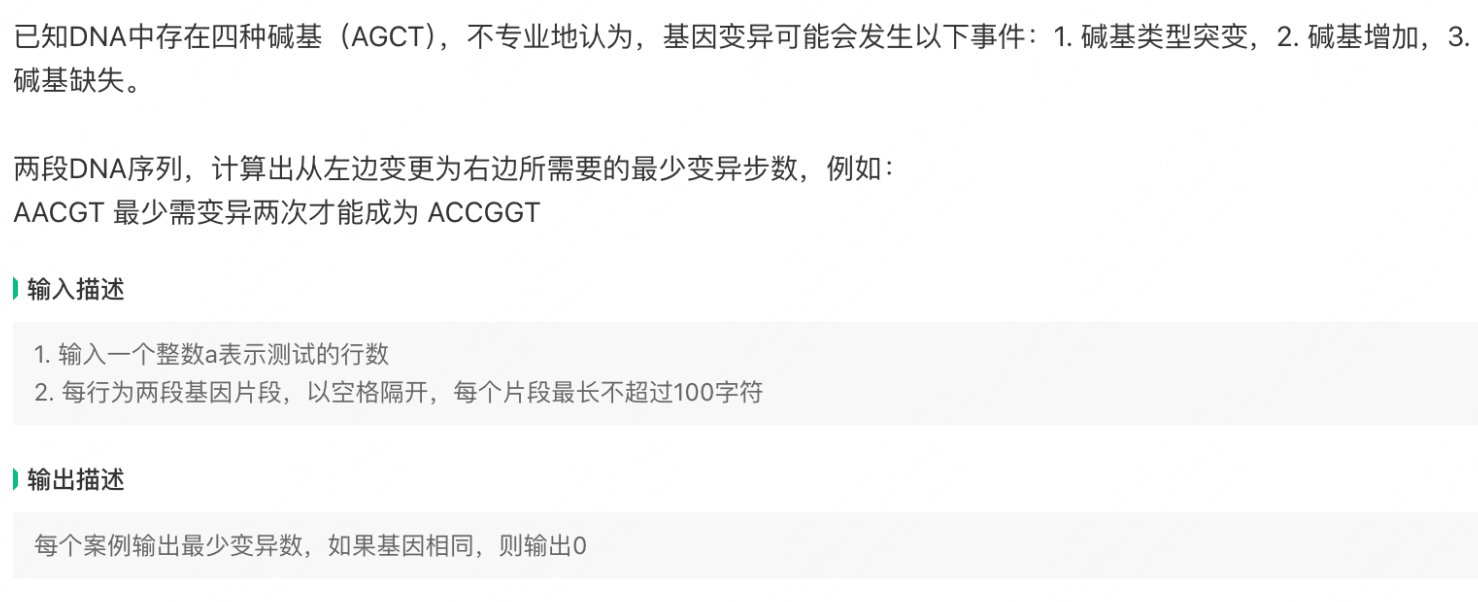 已知DNA中存在四种碱基（AGCT），不专业地认为，基因变异可能会发生以下事件：1. 碱基类型突变，2. 碱基增加，3.
碱基缺失。
两段DNA序列，计算出从左边变更为右边所需要的最少变异步数，例如：
AACGT 最少需变异两次才能成为 ACCGGT
输入描述
1. 输入一个整数a表示测试的行数
2. 每行为两段基因片段，以空格隔开，每个片段最长不超过100字符
输出描述
每个案例输出最少变异数，如果基因相同，则输出0